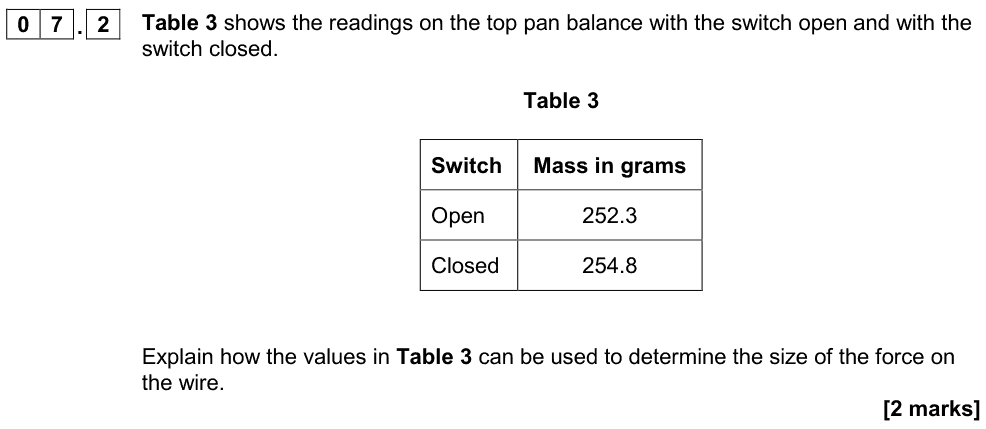 0 7 . 2 Table 3 shows the readings on the top pan balance with the switch open and with the
switch closed.
Table 3
Switch Mass in grams
Open 252.3
Closed 254.8
Explain how the values in Table 3 can be used to determine the size of the force on
the wire.
[2 marks]